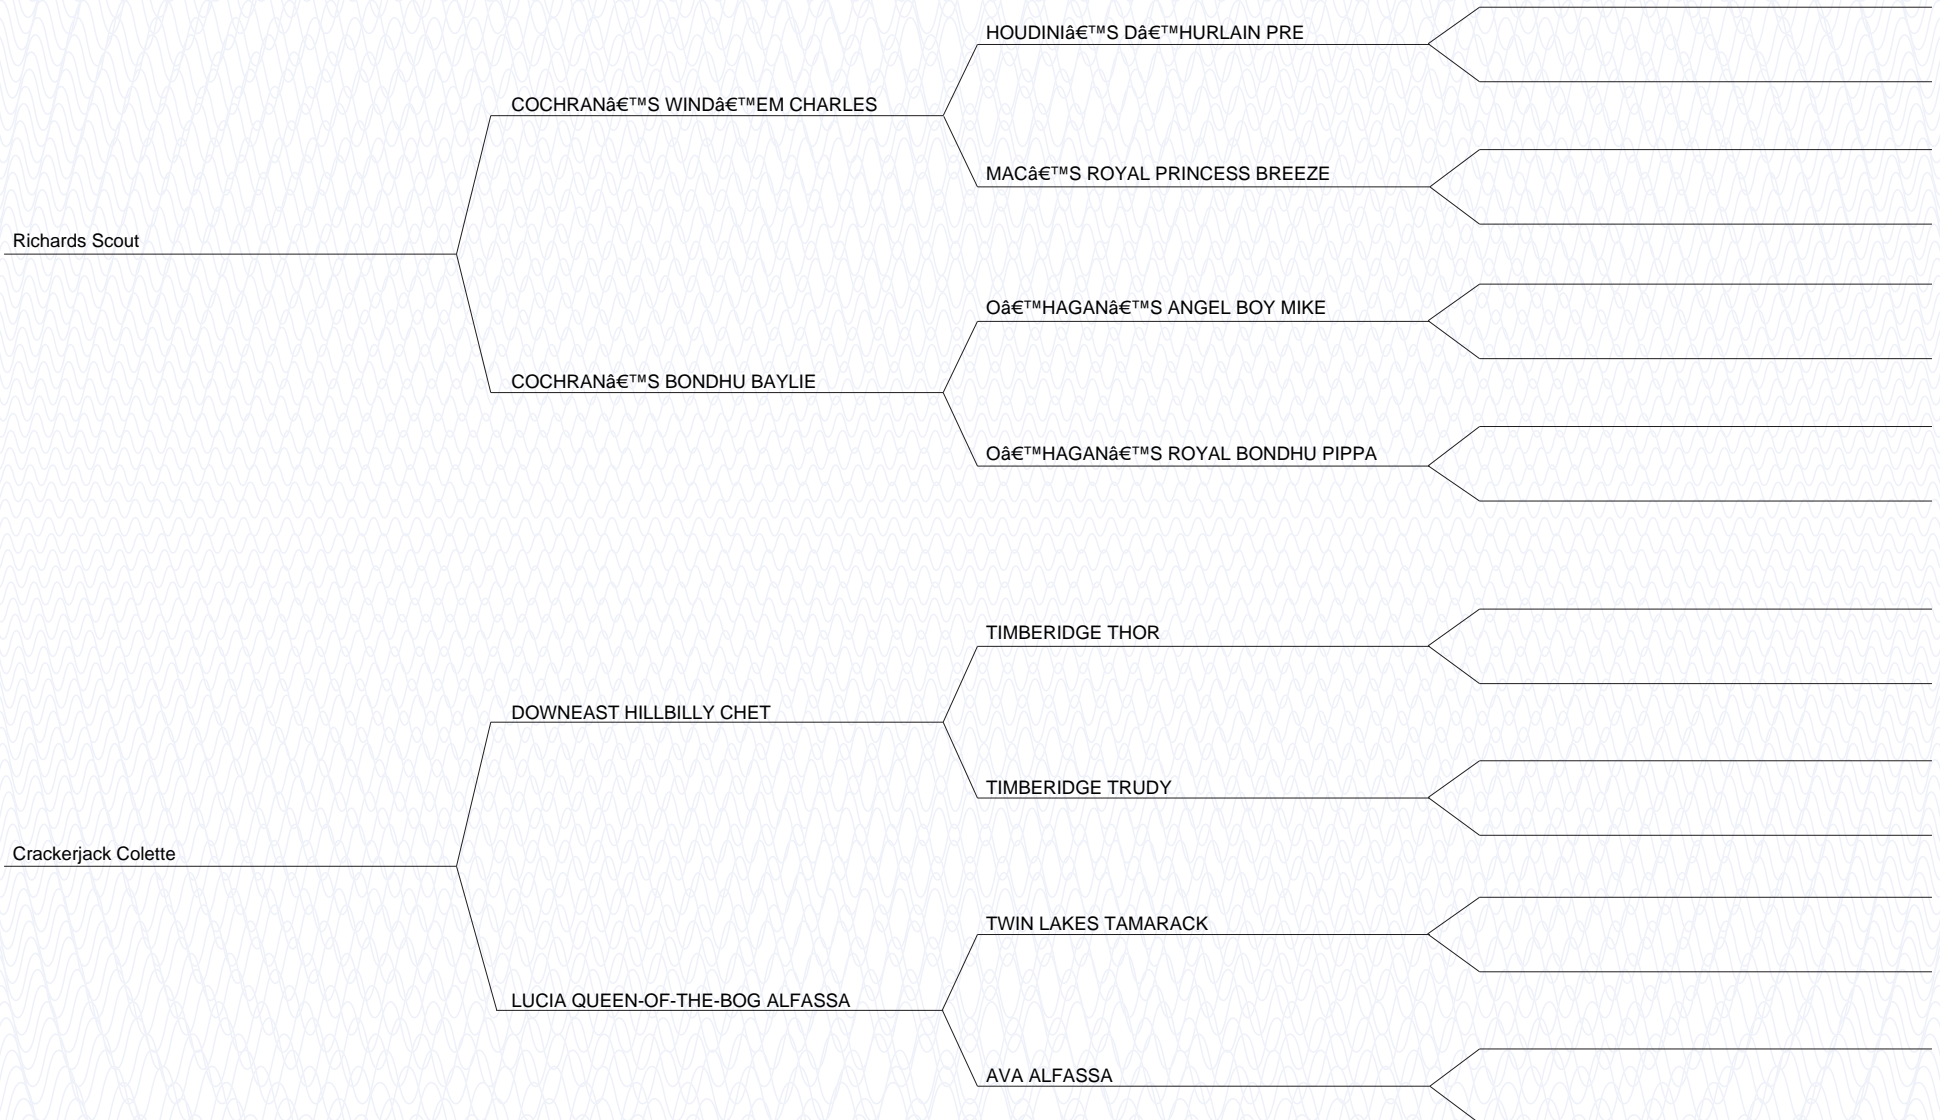 HOUDINIâ€™S Dâ€™HURLAIN PRE
COCHRANâ€™S WINDâ€™EM CHARLES
MACâ€™S ROYAL PRINCESS BREEZE
Richards Scout
Oâ€™HAGANâ€™S ANGEL BOY MIKE
COCHRANâ€™S BONDHU BAYLIE
Oâ€™HAGANâ€™S ROYAL BONDHU PIPPA
TIMBERIDGE THOR
DOWNEAST HILLBILLY CHET
TIMBERIDGE TRUDY
Crackerjack Colette
TWIN LAKES TAMARACK
LUCIA QUEEN-OF-THE-BOG ALFASSA
AVA ALFASSA